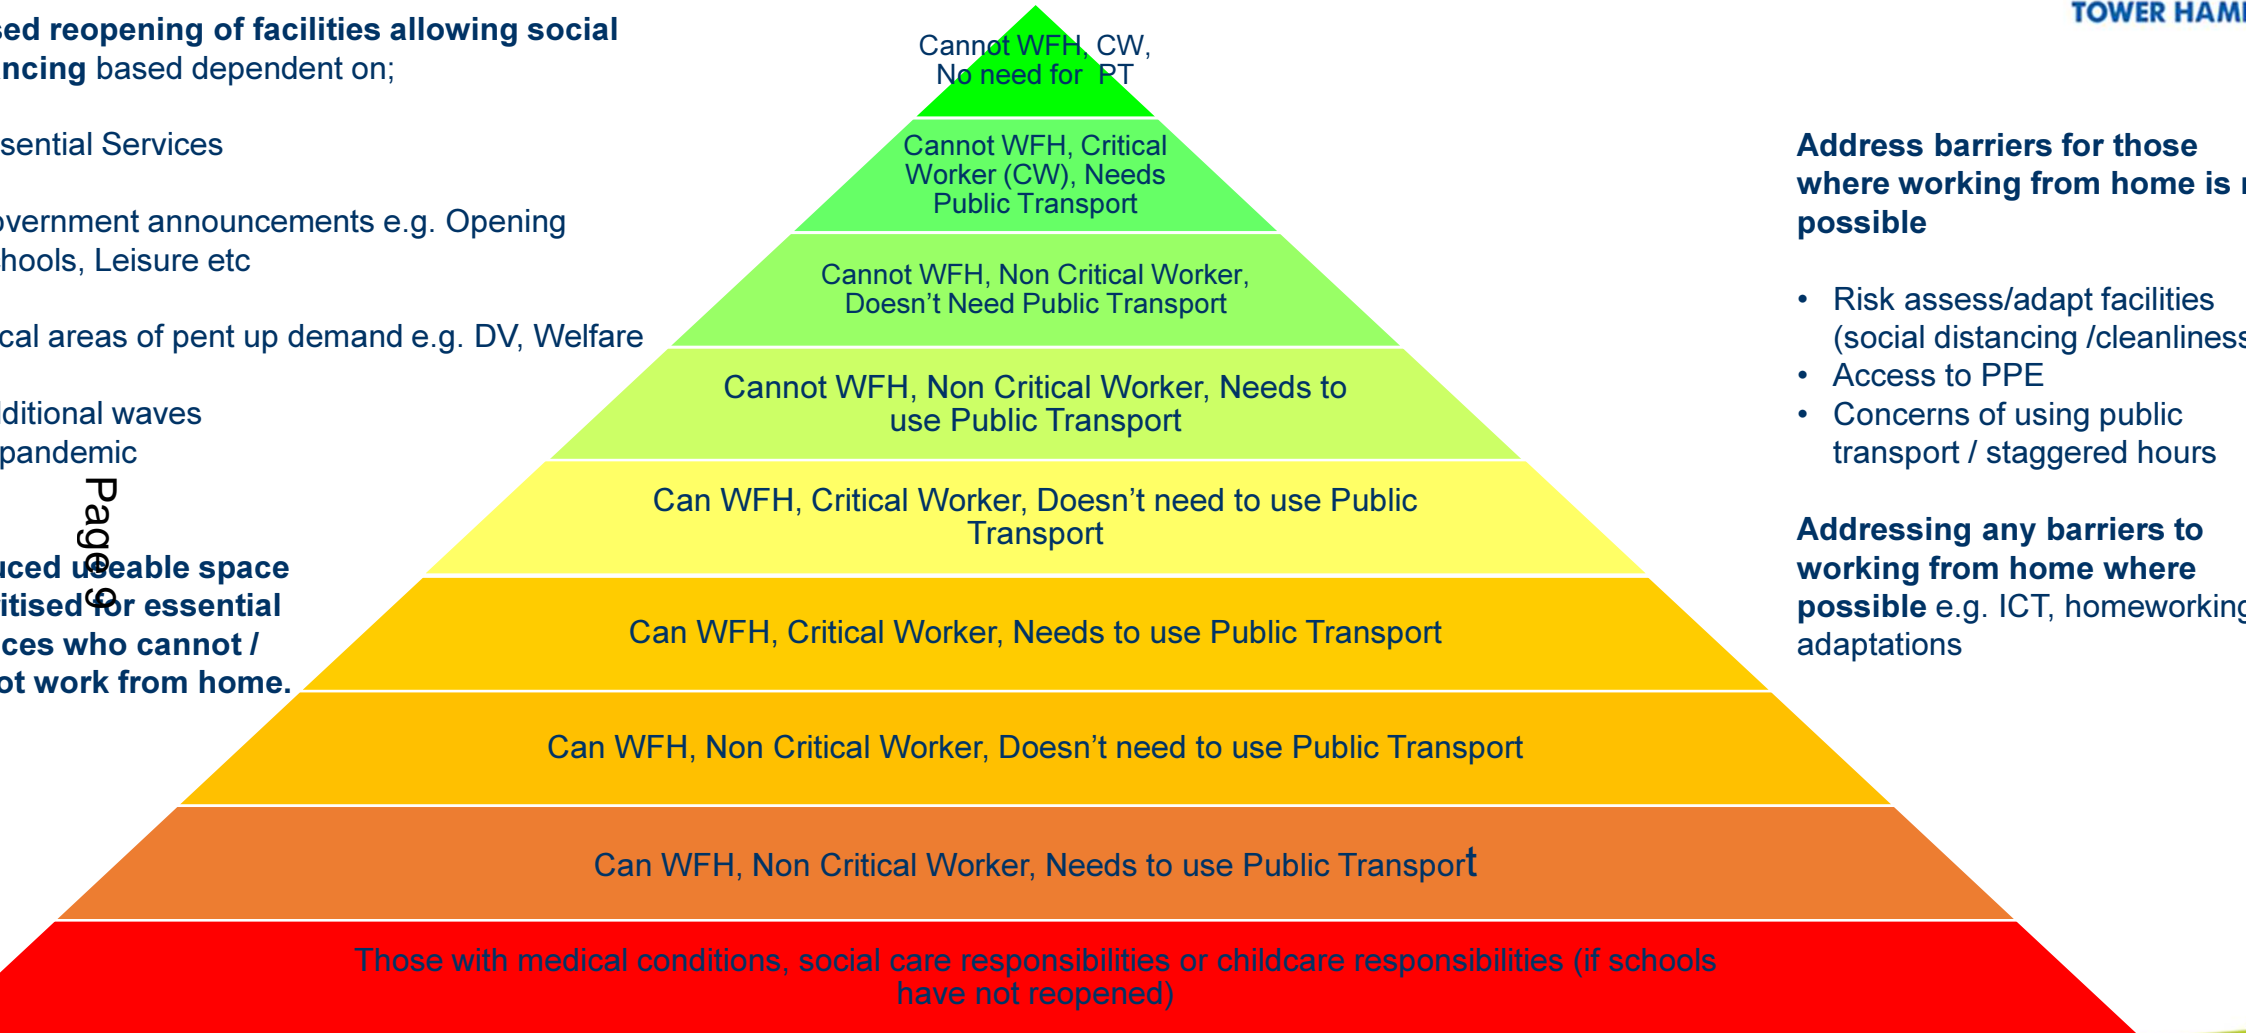 TOWER HAM
sed reopening of facilities allowing social
ancing based dependent on;
sential Services
overnment announcements e.g. Opening
hools, Leisure etc
cal areas of pent up demand e.g. DV, Welfare
ditional waves
pandemic
Page 9
uced useable space
ritised for essential
ices who cannot /
ot work from home.
Cannot WFH, CW,
No need for PT
Cannot WFH, Critical
Worker (CW), Needs
Public Transport
Cannot WFH, Non Critical Worker,
Doesn’t Need Public Transport
Cannot WFH, Non Critical Worker, Needs to
use Public Transport
Can WFH, Critical Worker, Doesn’t need to use Public
Transport
Can WFH, Critical Worker, Needs to use Public Transport
Can WFH, Non Critical Worker, Doesn’t need to use Public Transport
Can WFH, Non Critical Worker, Needs to use Public Transport
Those with medical conditions, social care responsibilities or childcare responsibilities (if schools
have not reopened)
Address barriers for those
where working from home is
possible
• Risk assess/adapt facilities
(social distancing /cleanliness
• Access to PPE
• Concerns of using public
transport / staggered hours
Addressing any barriers to
working from home where
possible e.g. ICT, homeworking
adaptations